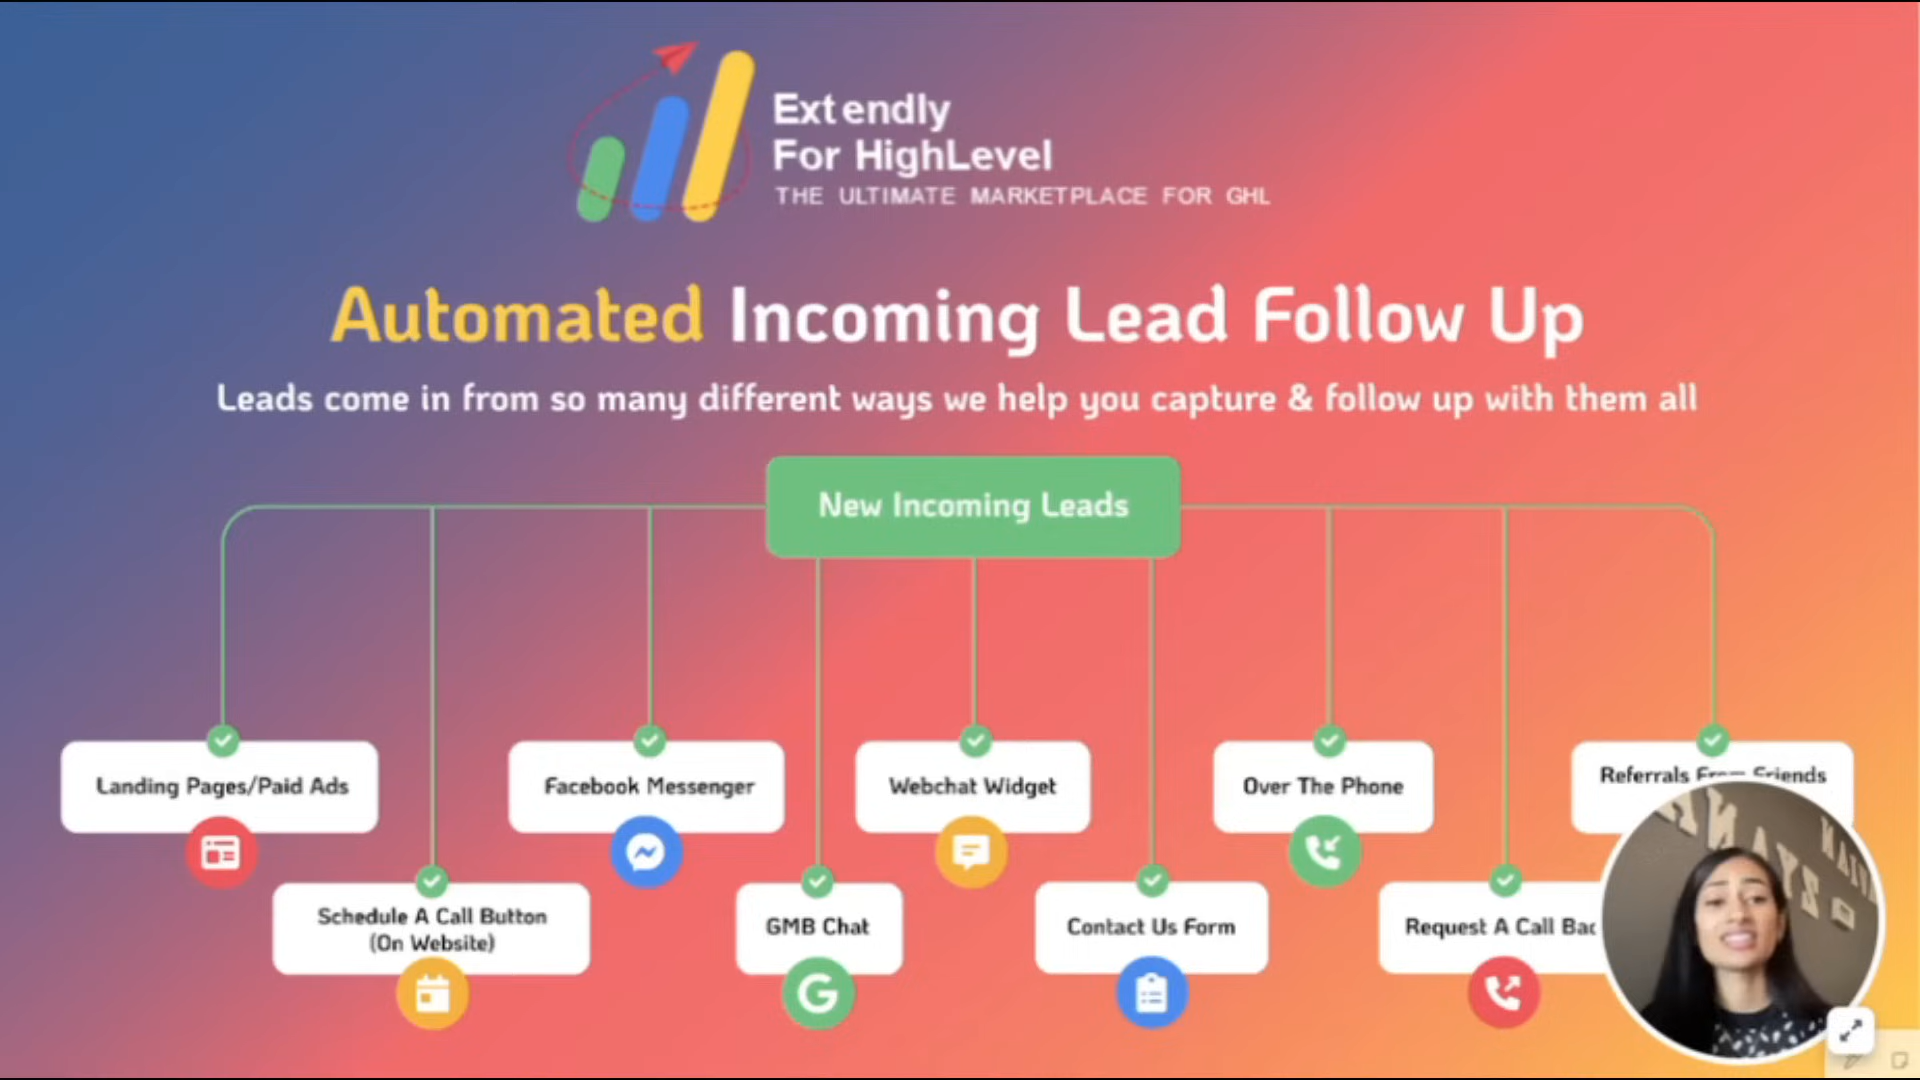 Extendly
For HighLevel
THE ULTIMATE MARKETPLACE FOR GHL
Automated Incoming Lead Follow Up
Leads come in from so many different ways we help you capture & follow up with them all
New Incoming Leads
Landing Pages/Paid Ads
Facebook Messenger
Webchat Widget
Over The Phone
Referrals From Friends
Schedule A Call Button
(On Website)
GMB Chat
Contact Us Form
Request A Call Bac